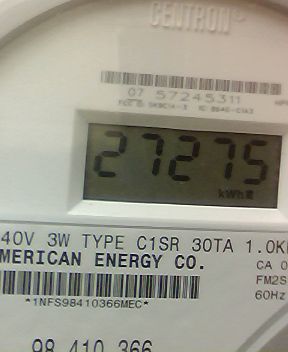 CENTRON
07 57245311
27275
kWh
40V 3W TYPE C1SR 30TA 1.0K
MERICAN ENERGY CO.
CA 0
FM2S
*1NFS98410366MEC*
60Hz
98 410 366